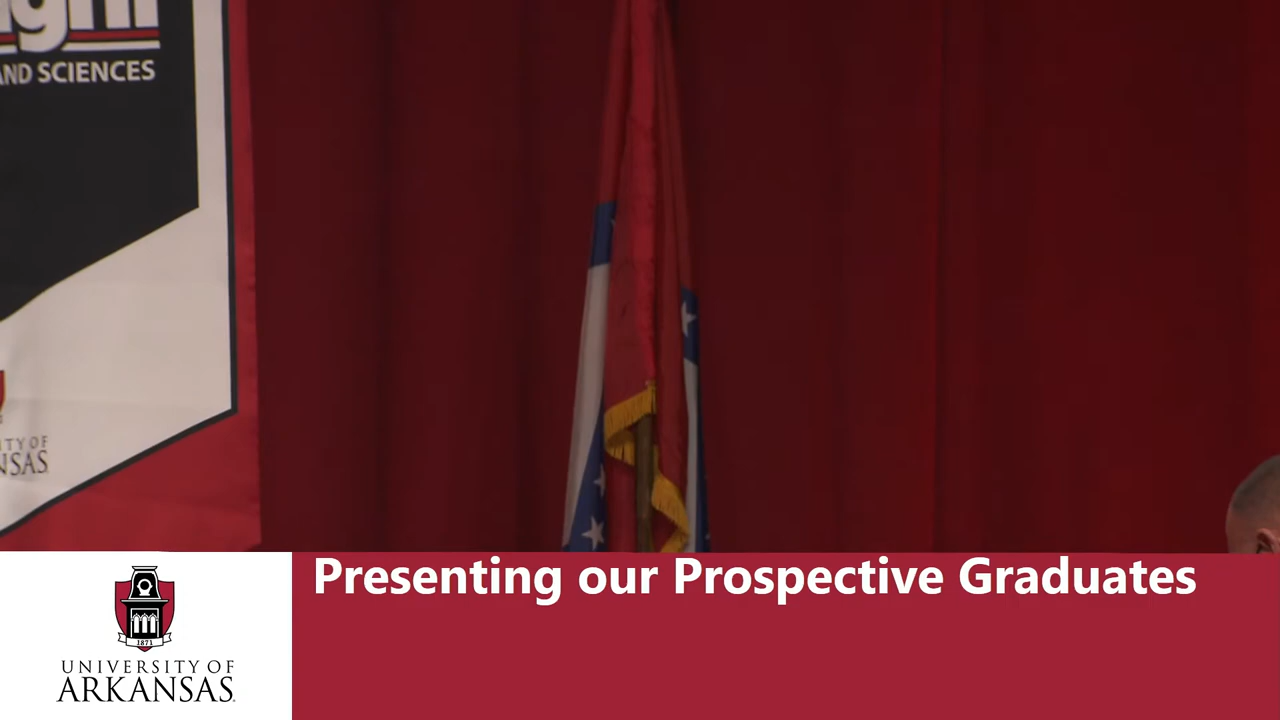 AND SCIENCES
Presenting our Prospective Graduates
1871
UNIVERSITY OF
ARKANSAS